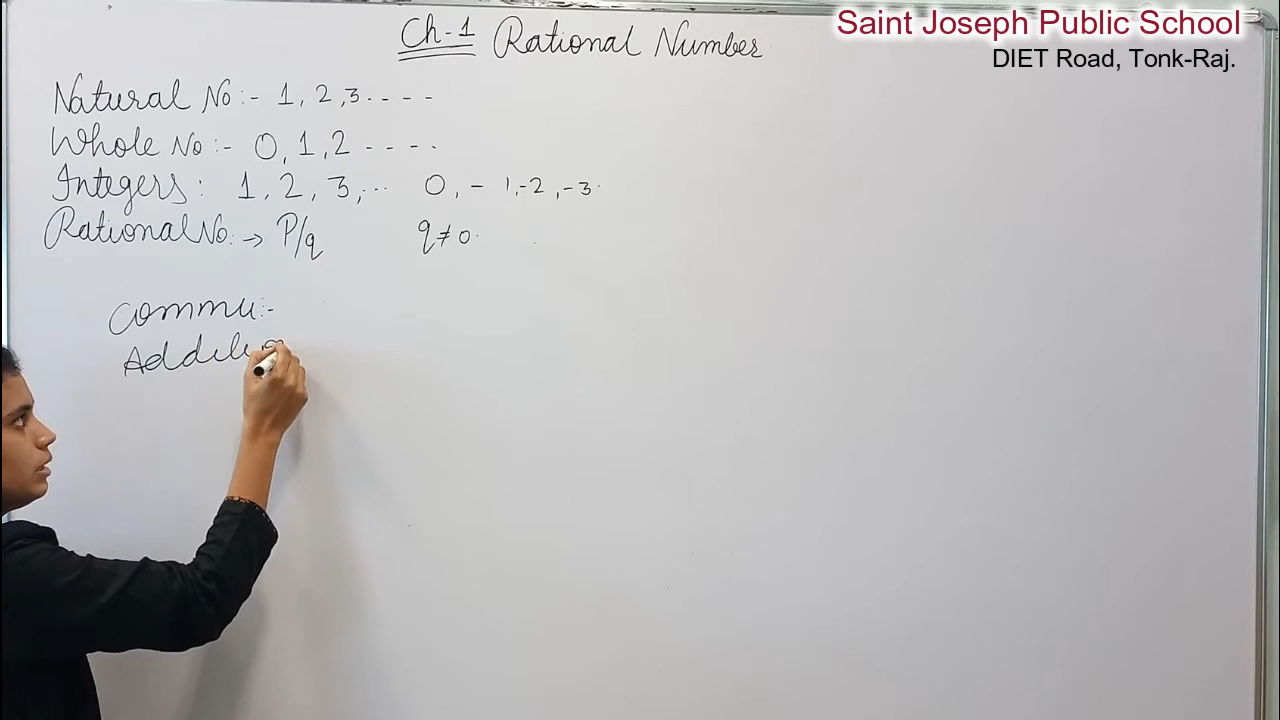 Saint Joseph Public School
DIET Road, Tonk-Raj.
Ch-1 Rational Number
Natural No:- 1, 2, 3 - - - -
Whole No:- 0, 1, 2 - - - -
Integers: 1, 2, 3, ... 0, - 1, -2, -3.
Rational No: → P/q q ≠ 0.
Commu:-